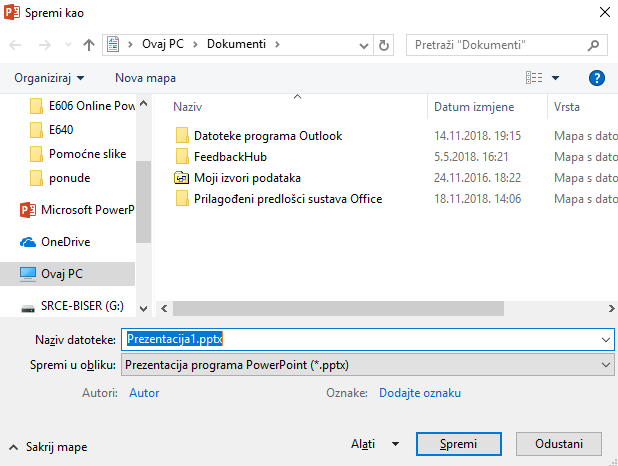 Spremi kao
Ovaj PC > Dokumenti >
Pretraži "Dokumenti"
Organiziraj
Nova mapa
Naziv
Datum izmjene
Vrsta
E606 Online Pow
E640
Pomoćne slike
ponude
Microsoft PowerP
OneDrive
Ovaj PC
SRCE-BISER (G:)
Datoteke programa Outlook 14.11.2018. 19:15 Mapa s dato
FeedbackHub 5.5.2018. 16:21 Mapa s dato
Moji izvori podataka 24.11.2016. 18:22 Mapa s dato
Prilagođeni predlošci sustava Office 18.11.2018. 14:06 Mapa s dato
Naziv datoteke: Prezentacija1.pptx
Spremi u obliku: Prezentacija programa PowerPoint (*.pptx)
Autori: Autor
Oznake: Dodajte oznaku
Sakrij mape
Alati
Spremi
Odustani